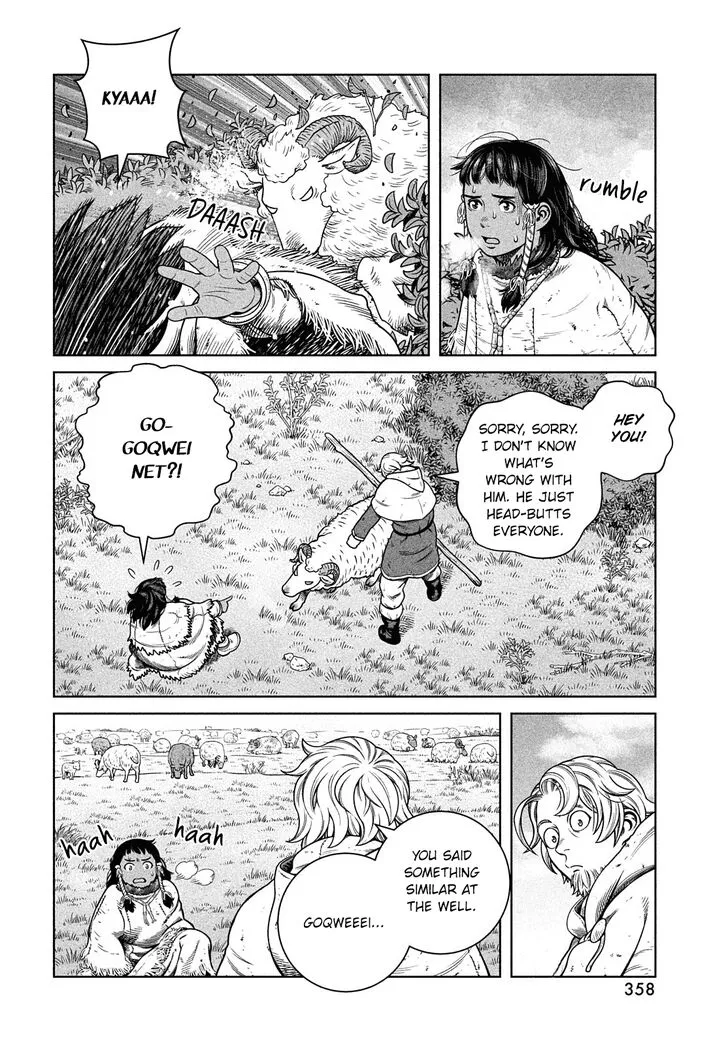 KYAAA!
DAAASH
rumble
GO-
GOQWEI
NET?!
SORRY, SORRY.
I DON'T KNOW
WHAT'S
WRONG WITH
HIM. HE JUST
HEAD-BUTTS
EVERYONE.
HEY
YOU!
haah
haah
GOQWEEEI...
YOU SAID
SOMETHING
SIMILAR AT
THE WELL.
358